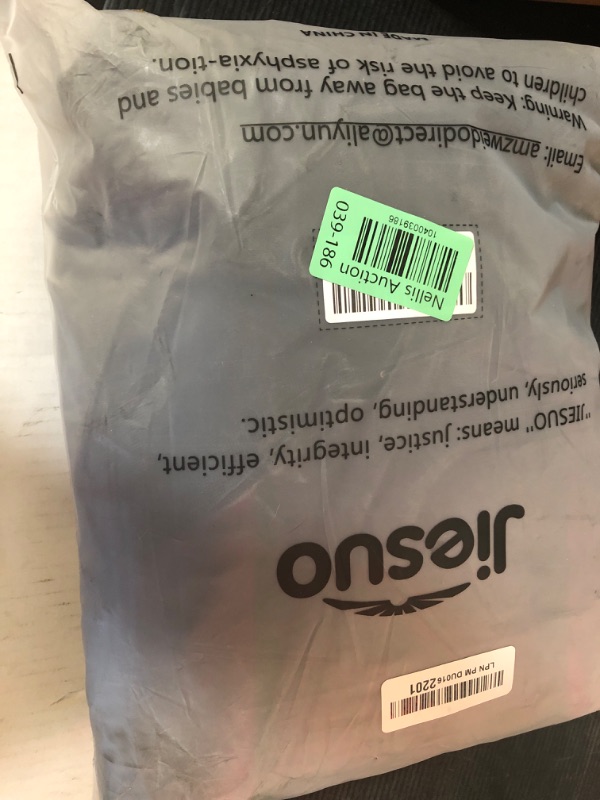 LPN PM DU0162201
Jiesuo
"JIESUO" means: justice, integrity, efficient,
seriously, understanding, optimistic.
Nellis Auction
1040039186
039-186
Email: amzweidodirect@aliyun.com
Warning: Keep the bag away from babies and
children to avoid the risk of asphyxia-tion.
MADE IN CHINA